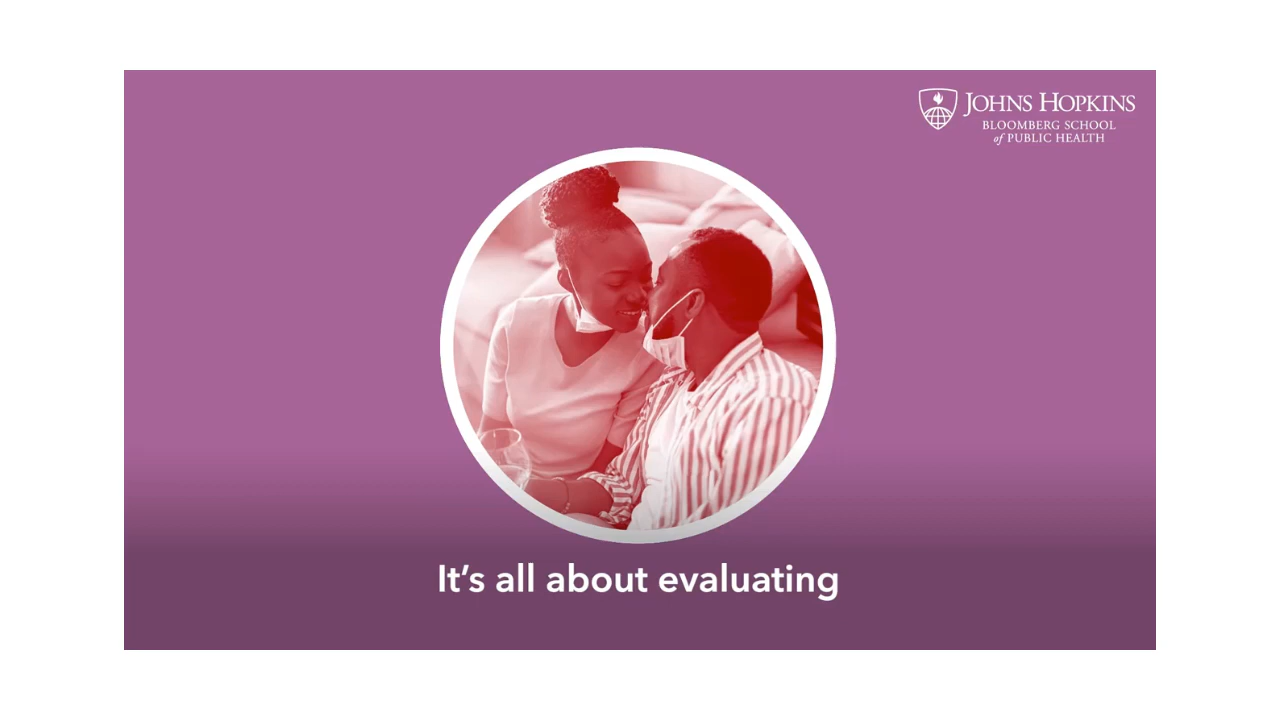 JOHNS HOPKINS
BLOOMBERG SCHOOL
of PUBLIC HEALTH
It's all about evaluating